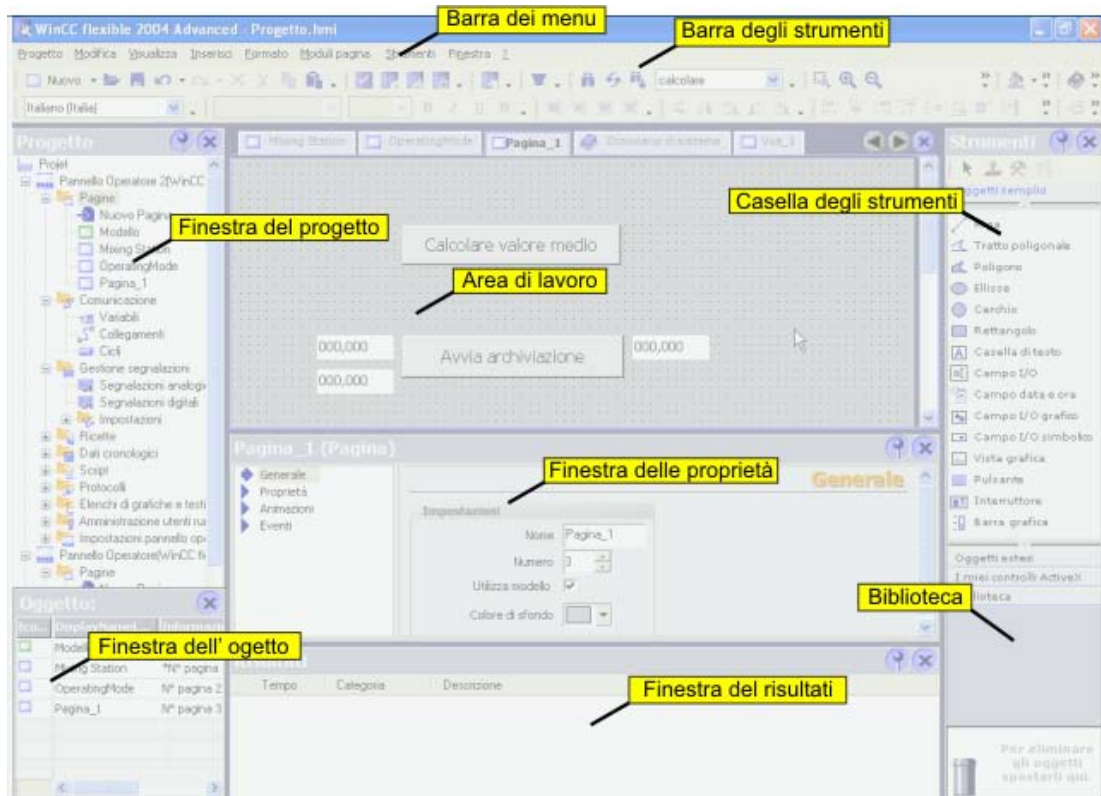 WinCC flexible 2004 Advanced - Progetto.hmi
Barra dei menu
Barra degli strumenti
Progetto Modifica Visualizza Inserisci Formato Moduli pagina Strumenti Finestra ?
Nuovo
calcolare
Italiano (Italia)
Progetto
Mixing Station
OperatingMode
Pagina_1
Strumenti
Projet
Pannello Operatore 2(WinCC
Pagine
Nuovo Pagina
Modello
Mixing Station
OperatingMode
Pagina_1
Comunicazione
Variabili
Collegamenti
Cicli
Gestione segnalazioni
Segnalazioni analogi
Segnalazioni digitali
Impostazioni
Ricette
Dati cronologici
Script
Protocolli
Elenchi di grafiche e testi
Amministrazione utenti ru
Impostazioni pannello op
Pannello Operatore(WinCC fl
Pagine
Finestra del progetto
Calcolare valore medio
Area di lavoro
000,000
Avvia archiviazione
000,000
000,000
Casella degli strumenti
Oggetti semplici
Tratto poligonale
Poligono
Ellisse
Cerchio
Rettangolo
Casella di testo
Campo I/O
Campo data e ora
Campo I/O grafico
Campo I/O simbolico
Vista grafica
Pulsante
Interruttore
Barra grafica
Oggetti estesi
I miei controlli ActiveX
Biblioteca
Pagina_1 (Pagina)
Generale
Proprietà
Animazioni
Eventi
Finestra delle proprietà
Generale
Impostazioni
Nome Pagina_1
Numero 3
Utilizza modello
Colore di sfondo
Oggetto:
Finestra dell' ogetto
Mixing Station "N° pagina
OperatingMode N° pagina 2
Pagina_1 N° pagina 3
Tempo Categoria Descrizione
Finestra del risultati
Per eliminare
gli oggetti
spostarli qui.